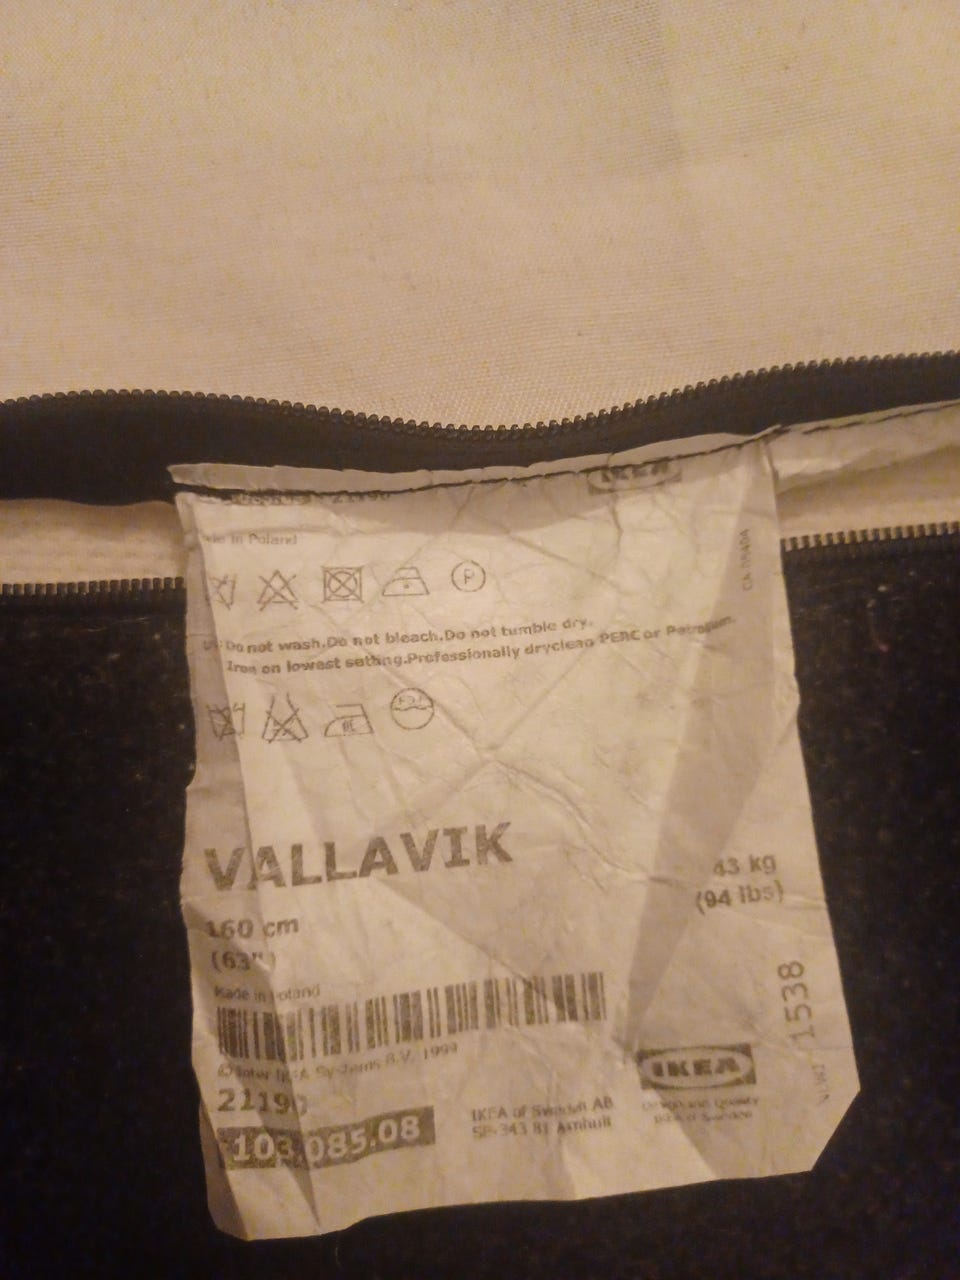 21190
IKEA
in Poland
P
Do not wash.Do not bleach.Do not tumble dry.
Iron on lowest setting.Professionally dryclean PERC or Petroleum.
VALLAVIK
43 kg
(94 lbs)
160 cm
(63")
Made in Poland
© Inter IKEA Systems B.V. 1999
21190
103.085.08
IKEA of Sweden AB
SE-343 81 Älmhult
IKEA
Design and Quality
IKEA of Sweden
1538